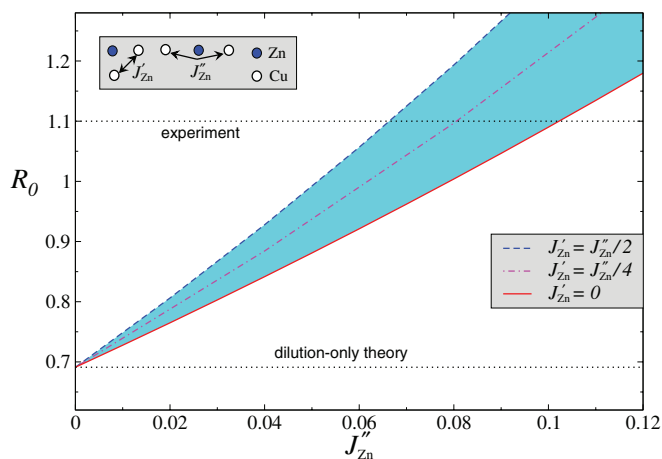 Zn
J′Zn
J″Zn
Cu
experiment
R0
J′Zn = J″Zn/2
J′Zn = J″Zn/4
J′Zn = 0
dilution-only theory
1.2
1.1
1
0.9
0.8
0.7
0
0.02
0.04
0.06
0.08
0.1
0.12
J″Zn